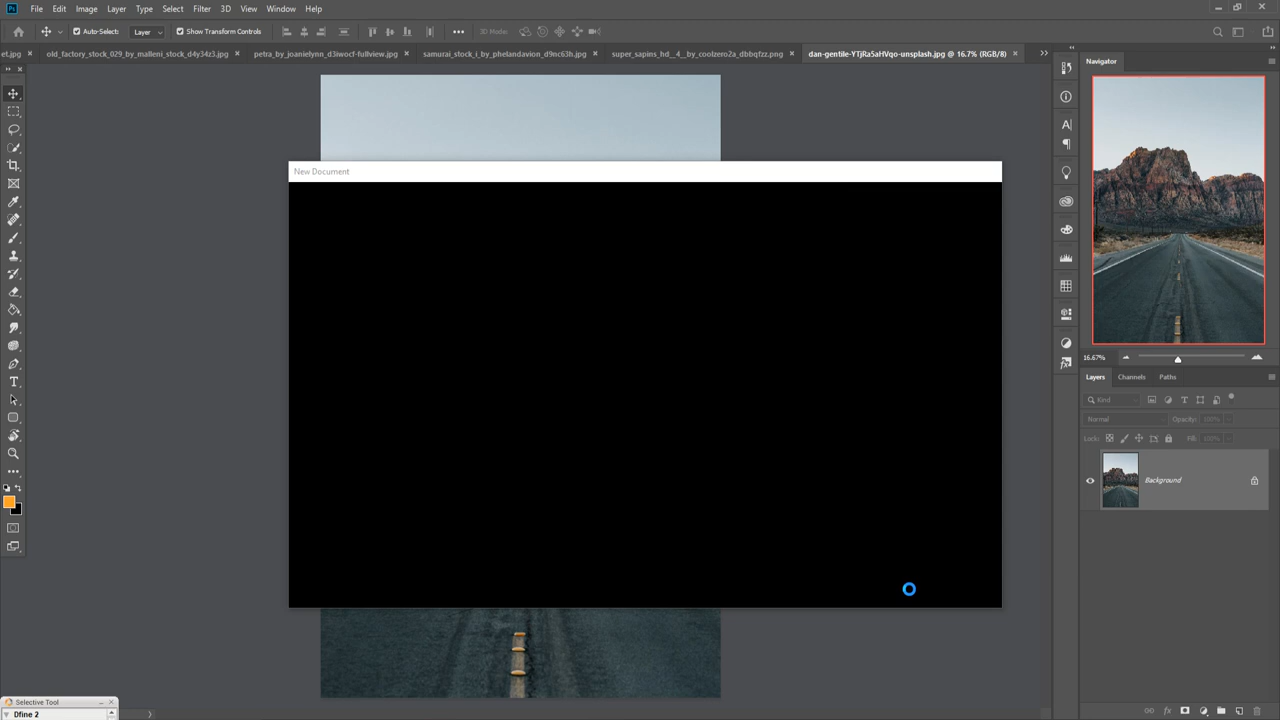 Ps File Edit Image Layer Type Select Filter 3D View Window Help
Auto-Select: Layer Show Transform Controls 3D Mode:
et.jpg old_factory_stock_029_by_malleni_stock_d4y34z3.jpg petra_by_joanielynn_d3iwocf-fullview.jpg samurai_stock_i_by_phelandavion_d9nc63h.jpg super_sapins_hd__4__by_coolzero2a_dbbqfzz.png dan-gentile-YTjRa5aHVqo-unsplash.jpg @ 16.7% (RGB/8)
Navigator
New Document
16.67%
Layers Channels Paths
Kind
Normal Opacity: 100%
Lock: Fill: 100%
Background
Selective Tool
Dfine 2